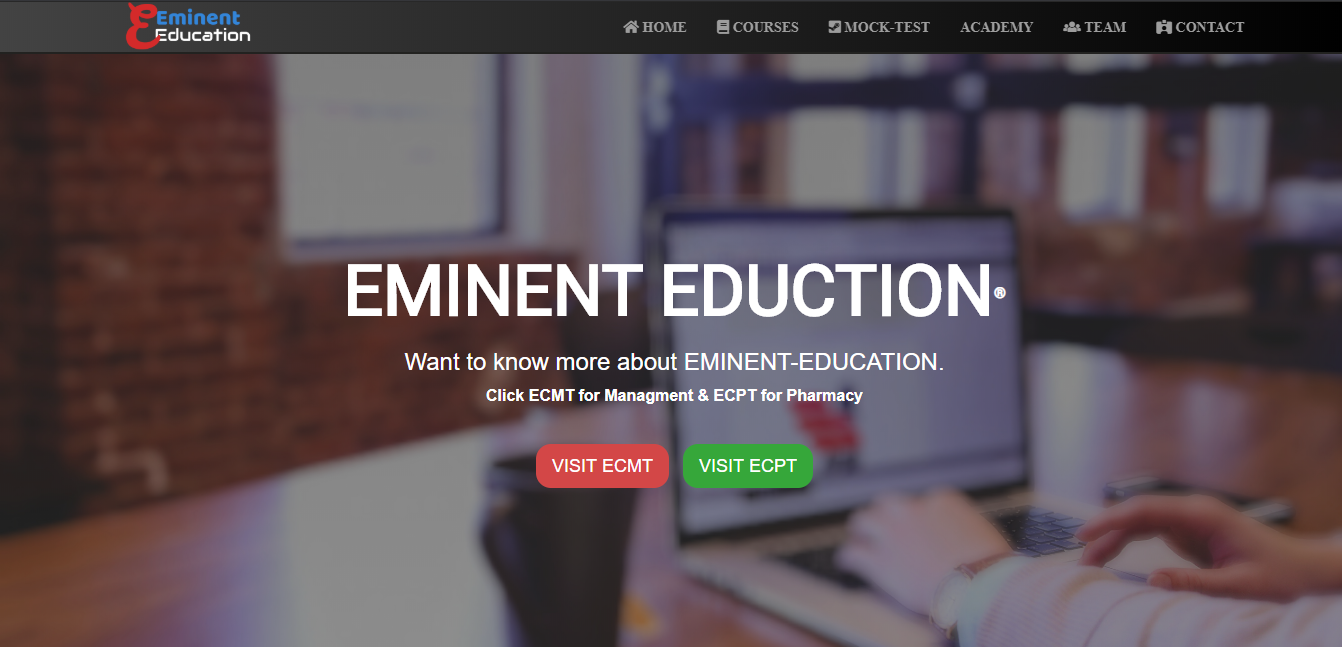 Eminent
Education
HOME COURSES MOCK-TEST ACADEMY TEAM CONTACT
EMINENT EDUCTION®
Want to know more about EMINENT-EDUCATION.
Click ECMT for Managment & ECPT for Pharmacy
VISIT ECMT VISIT ECPT